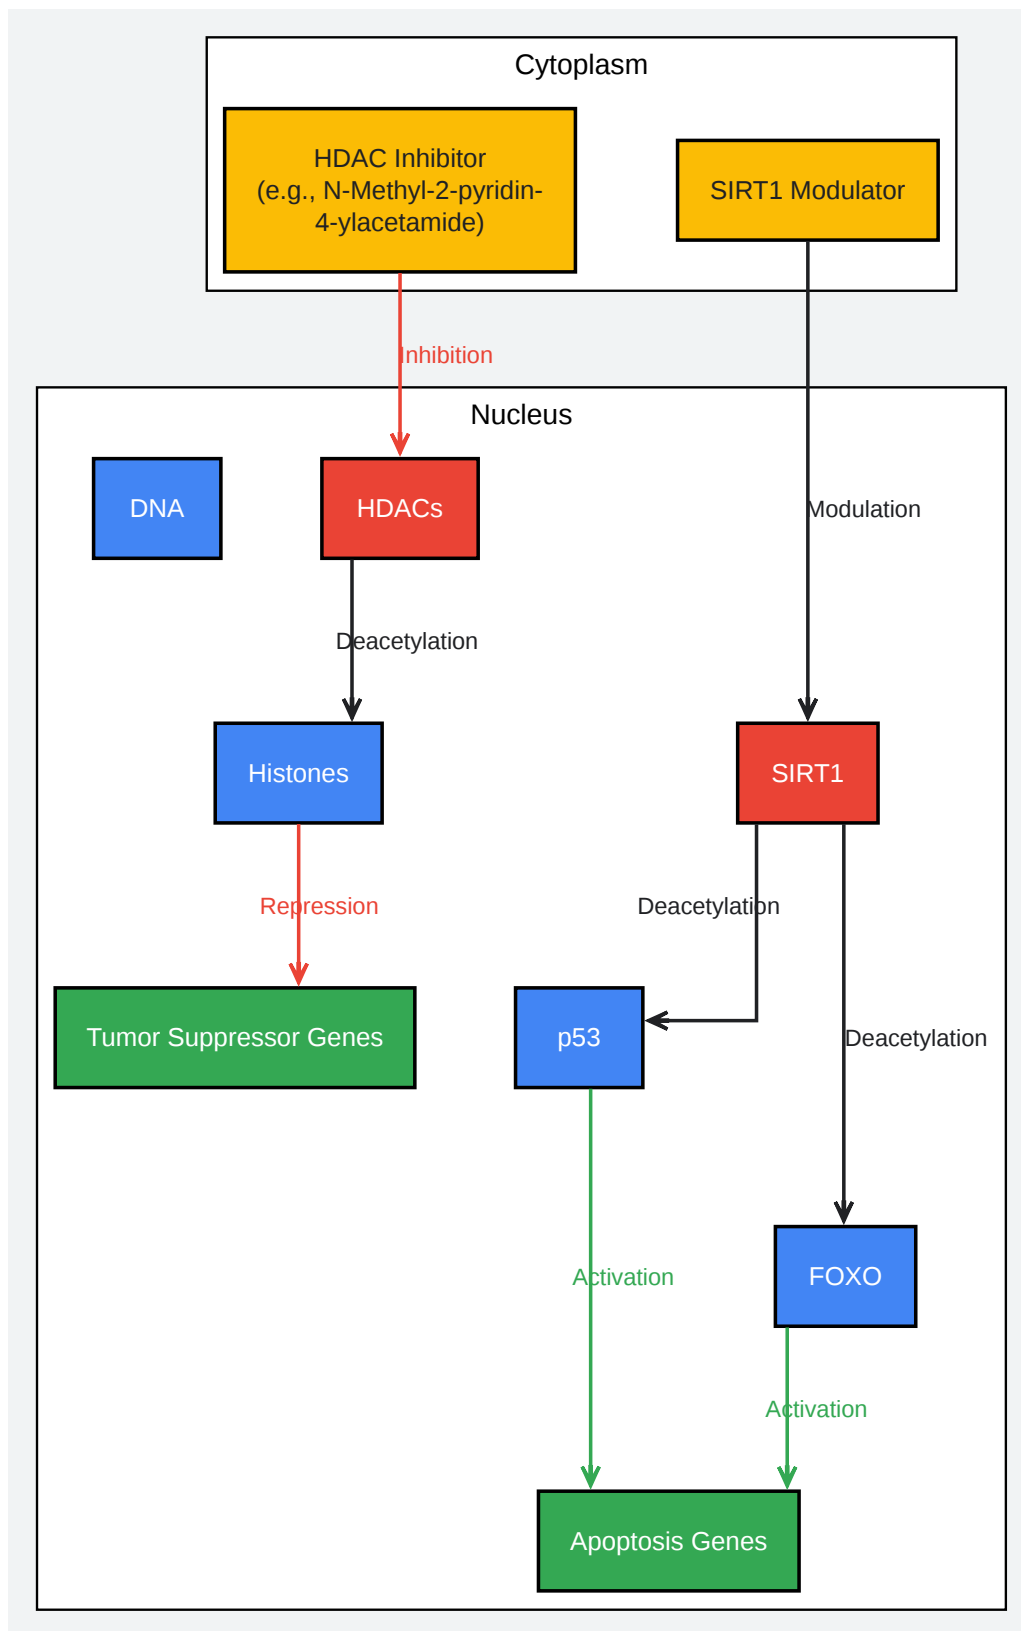 Cytoplasm
HDAC Inhibitor
(e.g., N-Methyl-2-pyridin-
4-ylacetamide)
SIRT1 Modulator
Inhibition
Nucleus
DNA
HDACs
Modulation
Deacetylation
Histones
SIRT1
Repression
Deacetylation
Tumor Suppressor Genes
p53
Deacetylation
Activation
FOXO
Activation
Apoptosis Genes